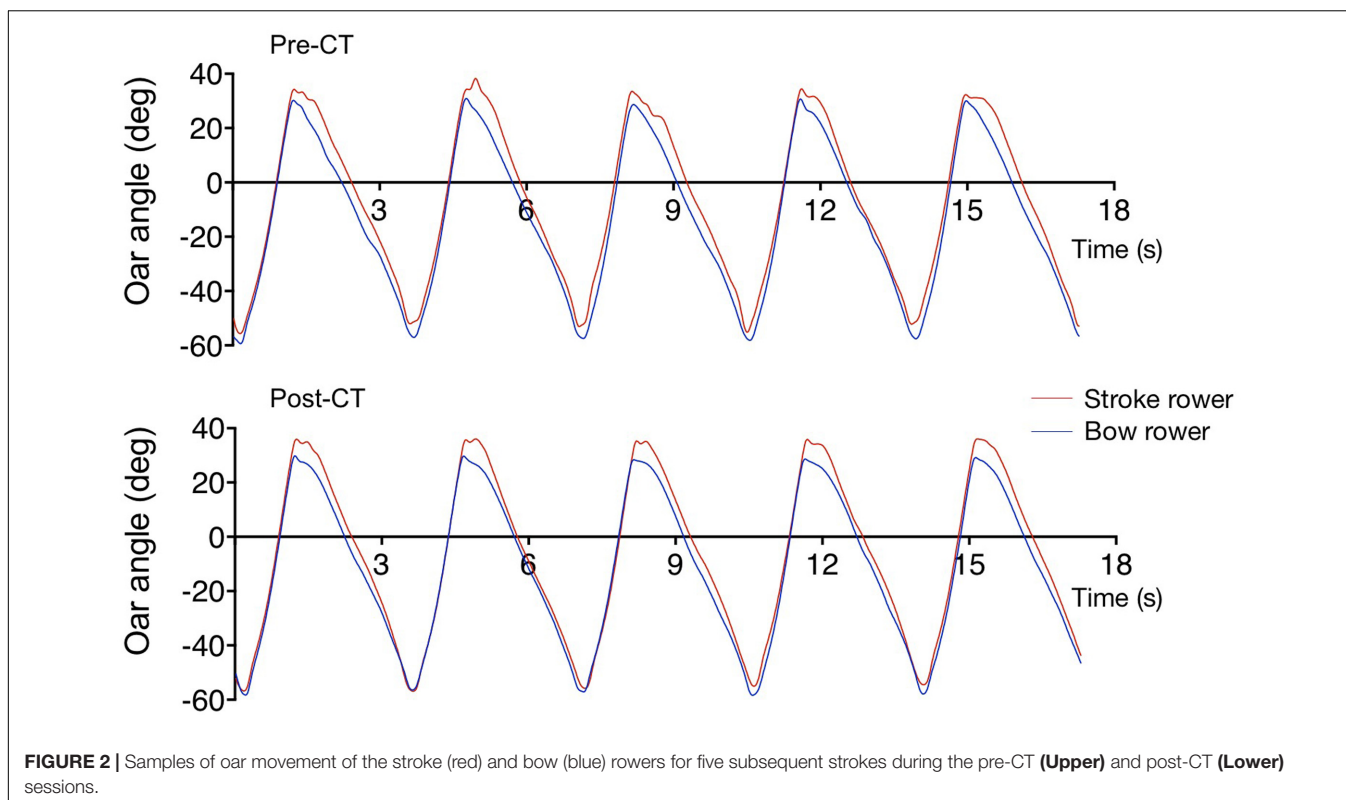 Pre-CT
Oar angle (deg)
40
20
0
-20
-40
-60
3
6
9
12
15
18
Time (s)
Post-CT
Stroke rower
Bow rower
Oar angle (deg)
40
20
0
-20
-40
-60
3
6
9
12
15
18
Time (s)
FIGURE 2 | Samples of oar movement of the stroke (red) and bow (blue) rowers for five subsequent strokes during the pre-CT (Upper) and post-CT (Lower)
sessions.